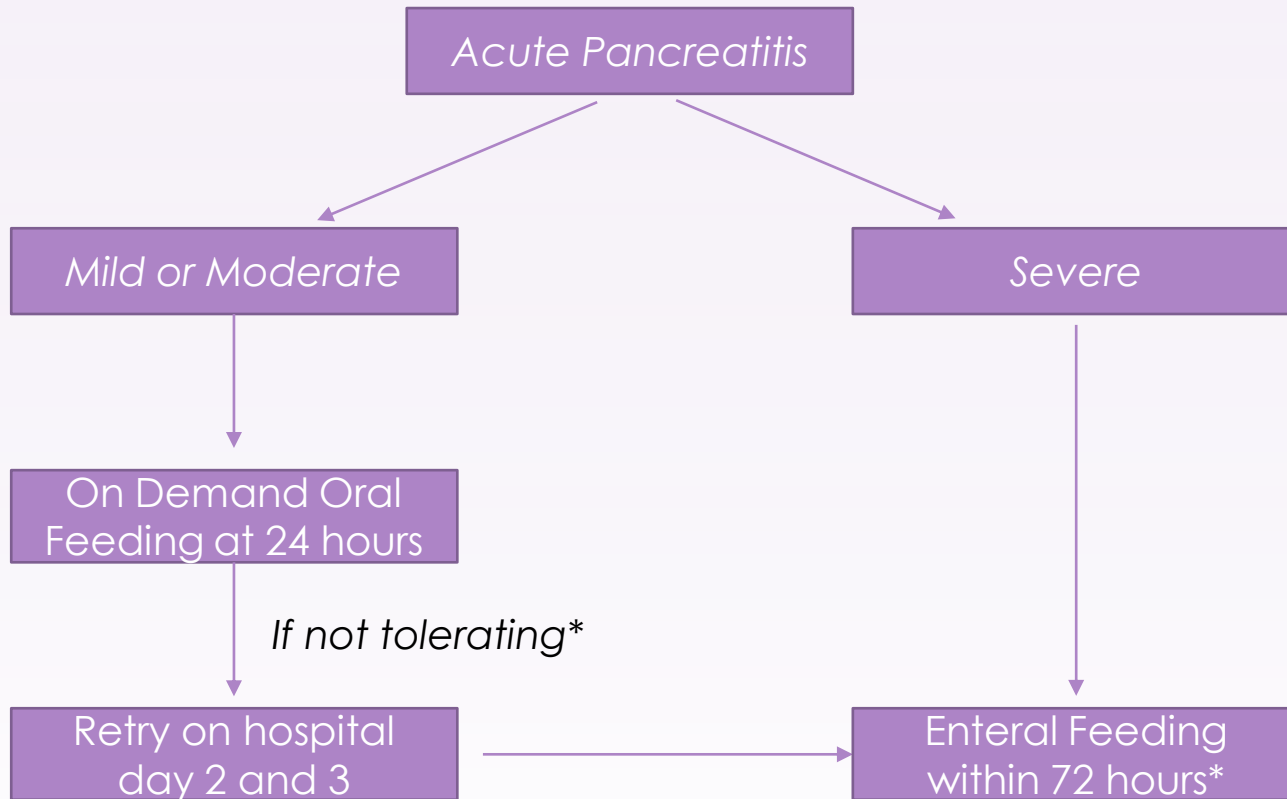 Acute Pancreatitis
Mild or Moderate
Severe
On Demand Oral
Feeding at 24 hours
If not tolerating*
Retry on hospital
day 2 and 3
Enteral Feeding
within 72 hours*